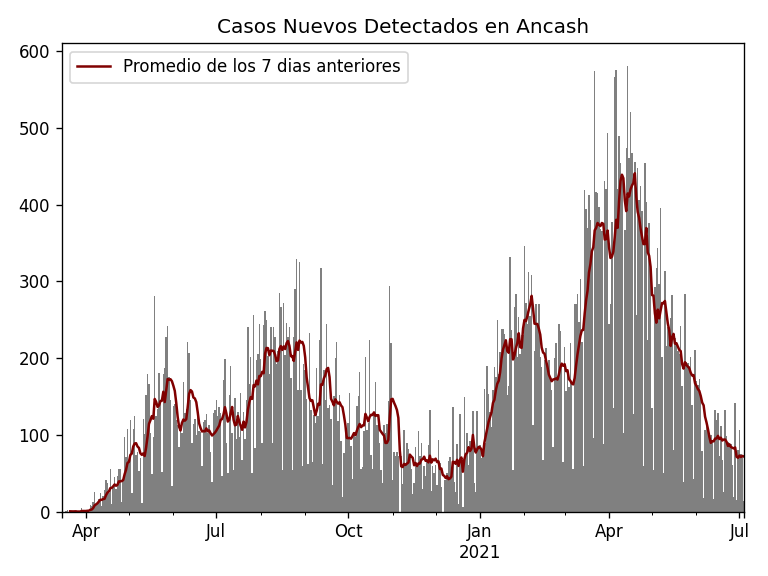 Casos Nuevos Detectados en Ancash
Promedio de los 7 dias anteriores
600
500
400
300
200
100
0
Apr Jul Oct Jan Apr Jul
2021